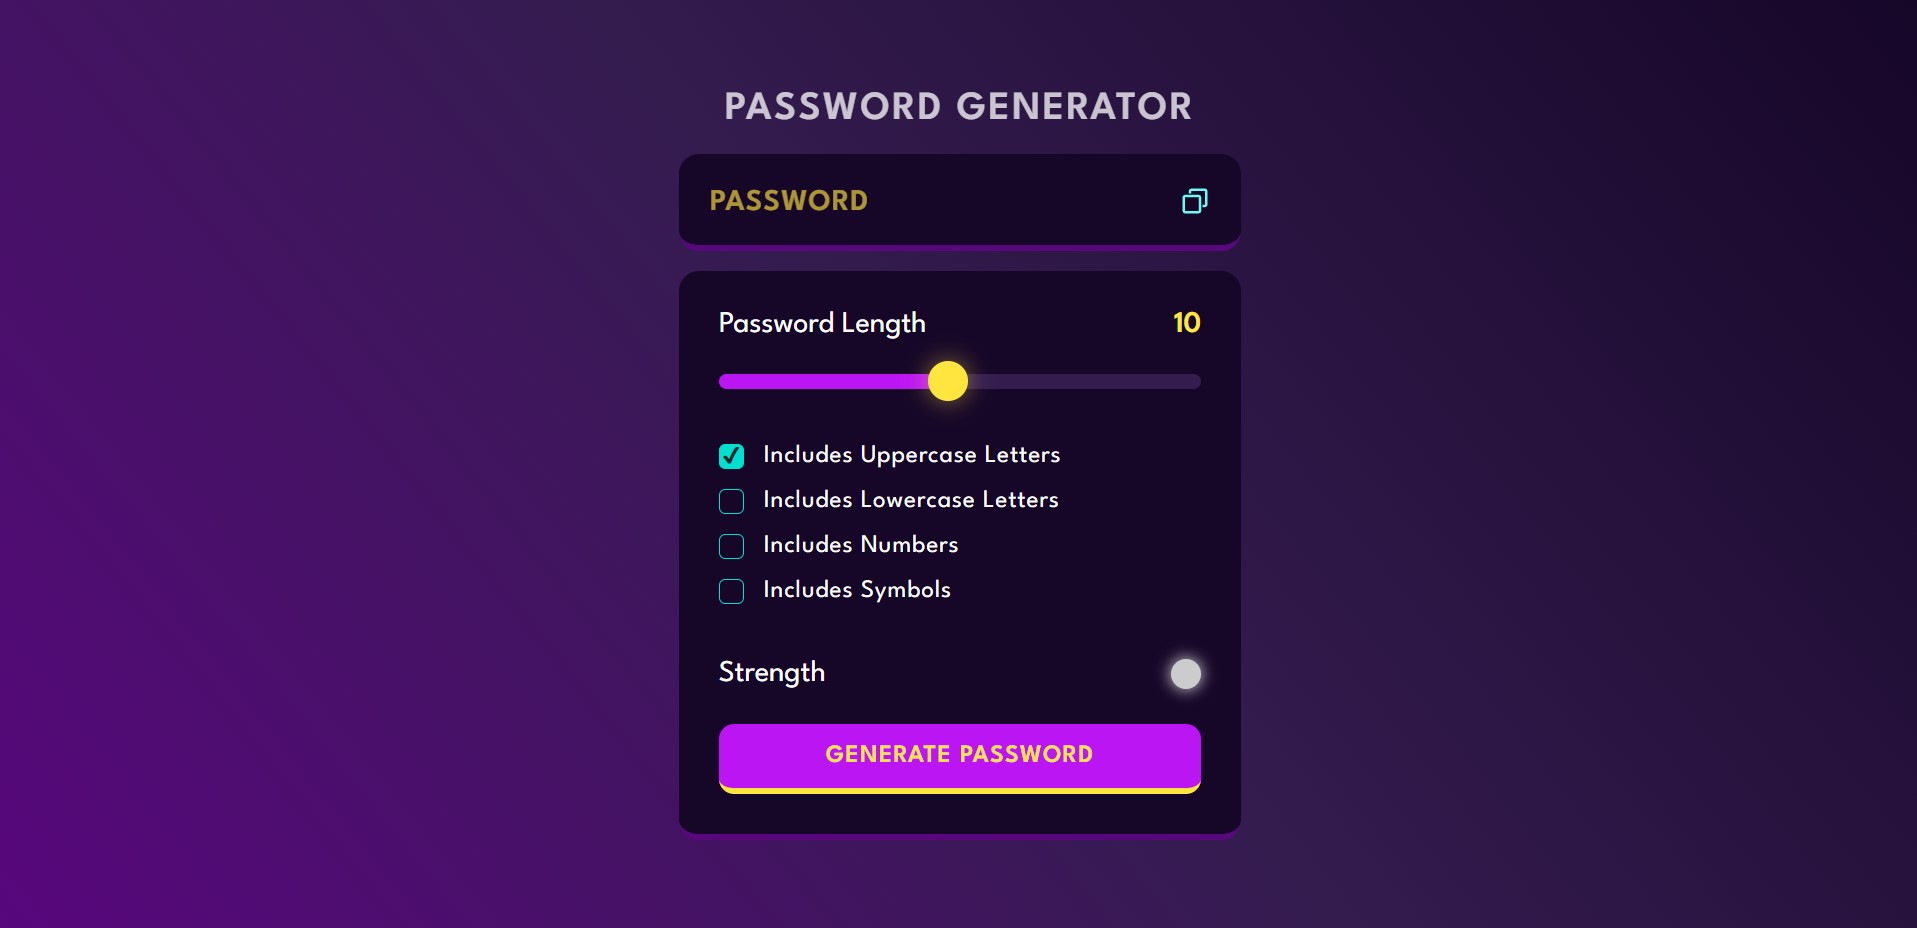 PASSWORD GENERATOR
PASSWORD
Password Length 10
Includes Uppercase Letters
Includes Lowercase Letters
Includes Numbers
Includes Symbols
Strength
GENERATE PASSWORD